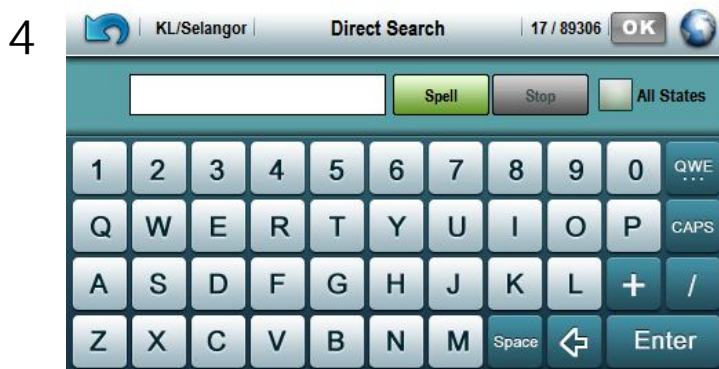 4
KL/Selangor Direct Search 17 / 89306 OK
Spell Stop All States
1 2 3 4 5 6 7 8 9 0 QWE...
Q W E R T Y U I O P CAPS
A S D F G H J K L + /
Z X C V B N M Space Enter